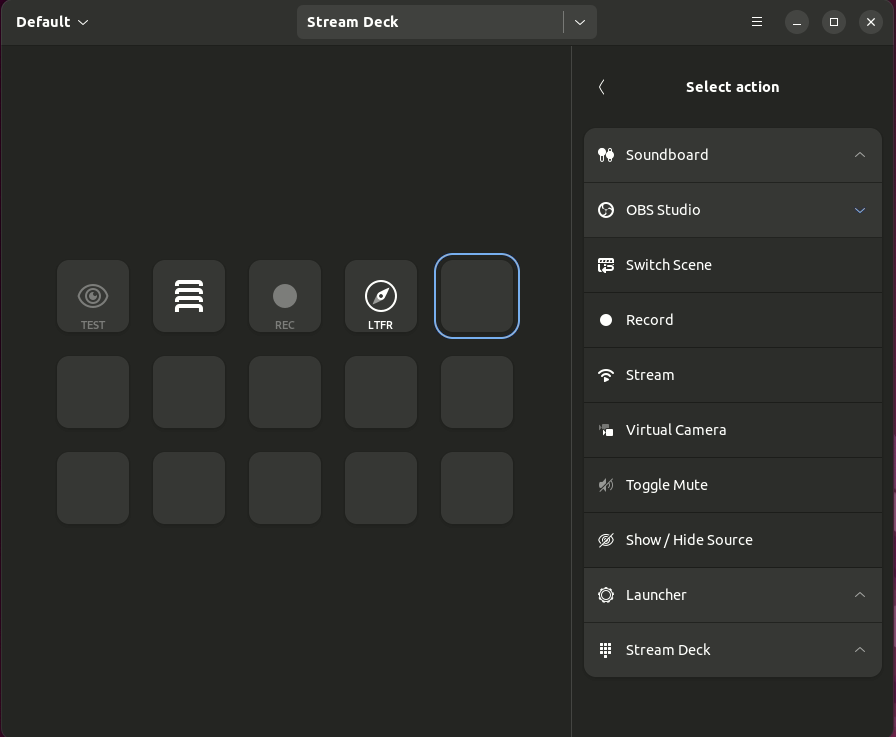 Default
Stream Deck
Select action
Soundboard
OBS Studio
Switch Scene
Record
Stream
Virtual Camera
Toggle Mute
Show / Hide Source
Launcher
Stream Deck
TEST
REC
LTFR